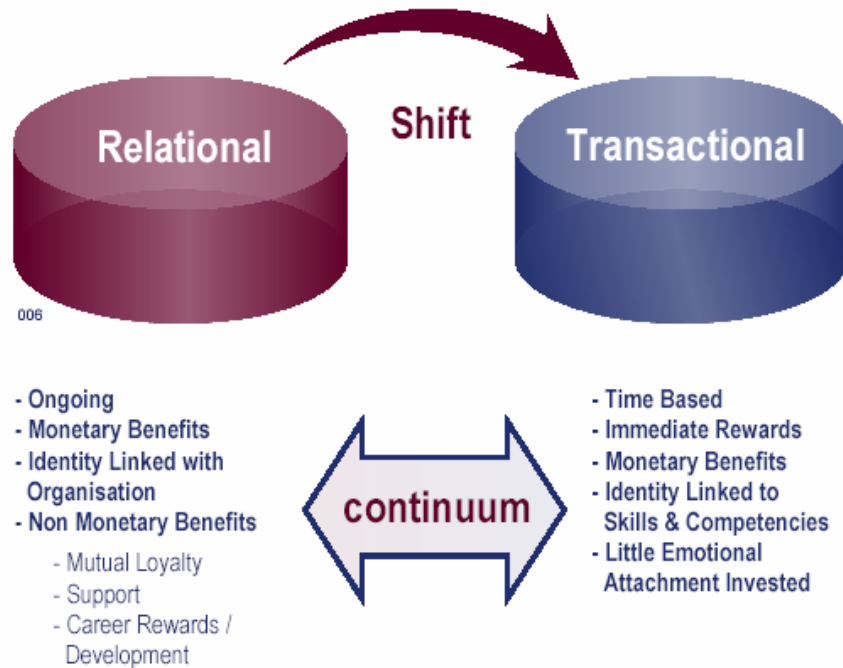 Relational
Shift
Transactional
006
- Ongoing
- Monetary Benefits
- Identity Linked with
Organisation
- Non Monetary Benefits
- Mutual Loyalty
- Support
- Career Rewards /
Development
continuum
- Time Based
- Immediate Rewards
- Monetary Benefits
- Identity Linked to
Skills & Competencies
- Little Emotional
Attachment Invested